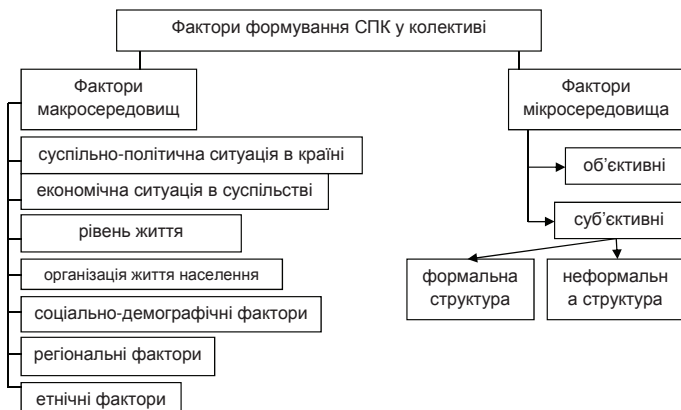 Фактори формування СПК у колективі
Фактори
макросередовищ
суспільно-політична ситуація в країні
економічна ситуація в суспільстві
рівень життя
організація життя населення
соціально-демографічні фактори
регіональні фактори
етнічні фактори
Фактори
мікросередовища
об’єктивні
суб’єктивні
формальна
структура
неформальн
а структура